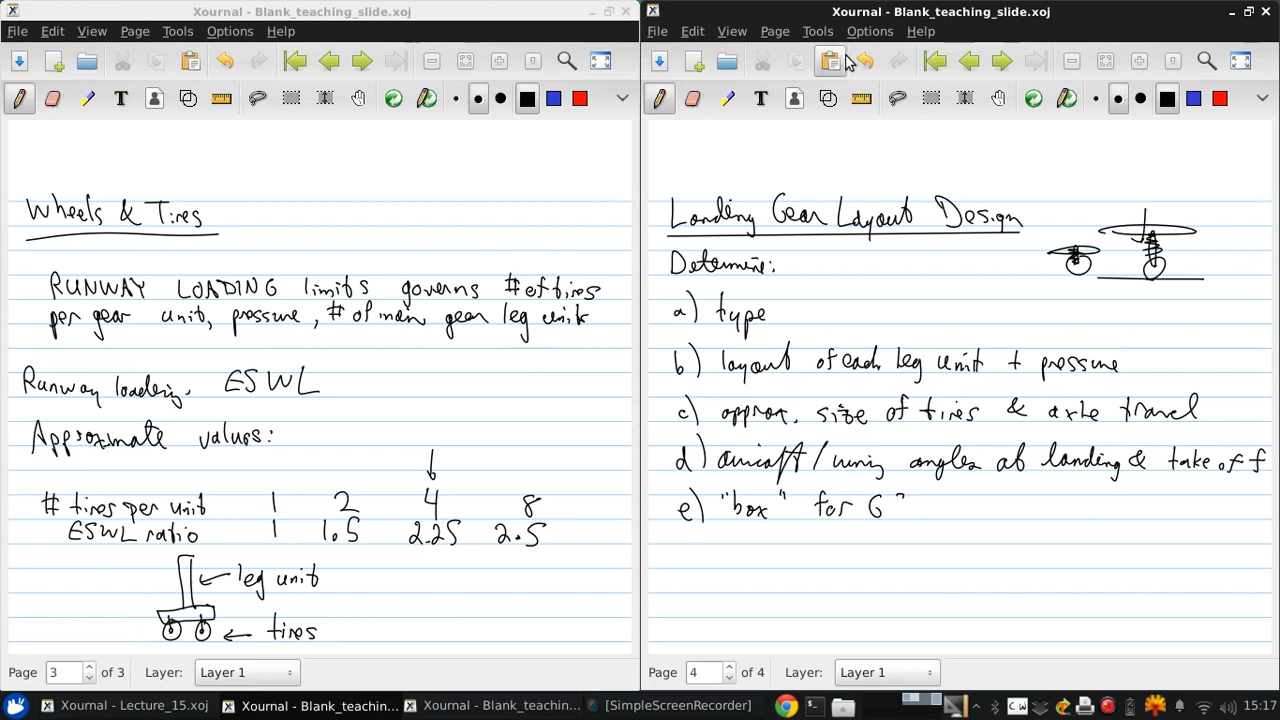 Xournal - Blank_teaching_slide.xoj
File Edit View Page Tools Options Help
Wheels & Tires
RUNWAY LOADING limits governs # of tires
per gear unit, pressure, # of main gear leg units
Runway loading, ESWL
Approximate values:
# tires per unit 1 2 4 8
ESWL ratio 1 1.5 2.25 2.5
leg unit
tires
Page 3 of 3 Layer: Layer 1
Xournal - Blank_teaching_slide.xoj
File Edit View Page Tools Options Help
Landing Gear Layout Design
Determine:
a) type
b) layout of each leg unit + pressure
c) approx. size of tires & axle travel
d) aircraft/ angles at landing & take off
e) "box" for G
Page 4 of 4 Layer: Layer 1
Xournal - Lecture_15.xoj Xournal - Blank_teachin... Xournal - Blank_teachin... [SimpleScreenRecorder] 15:17